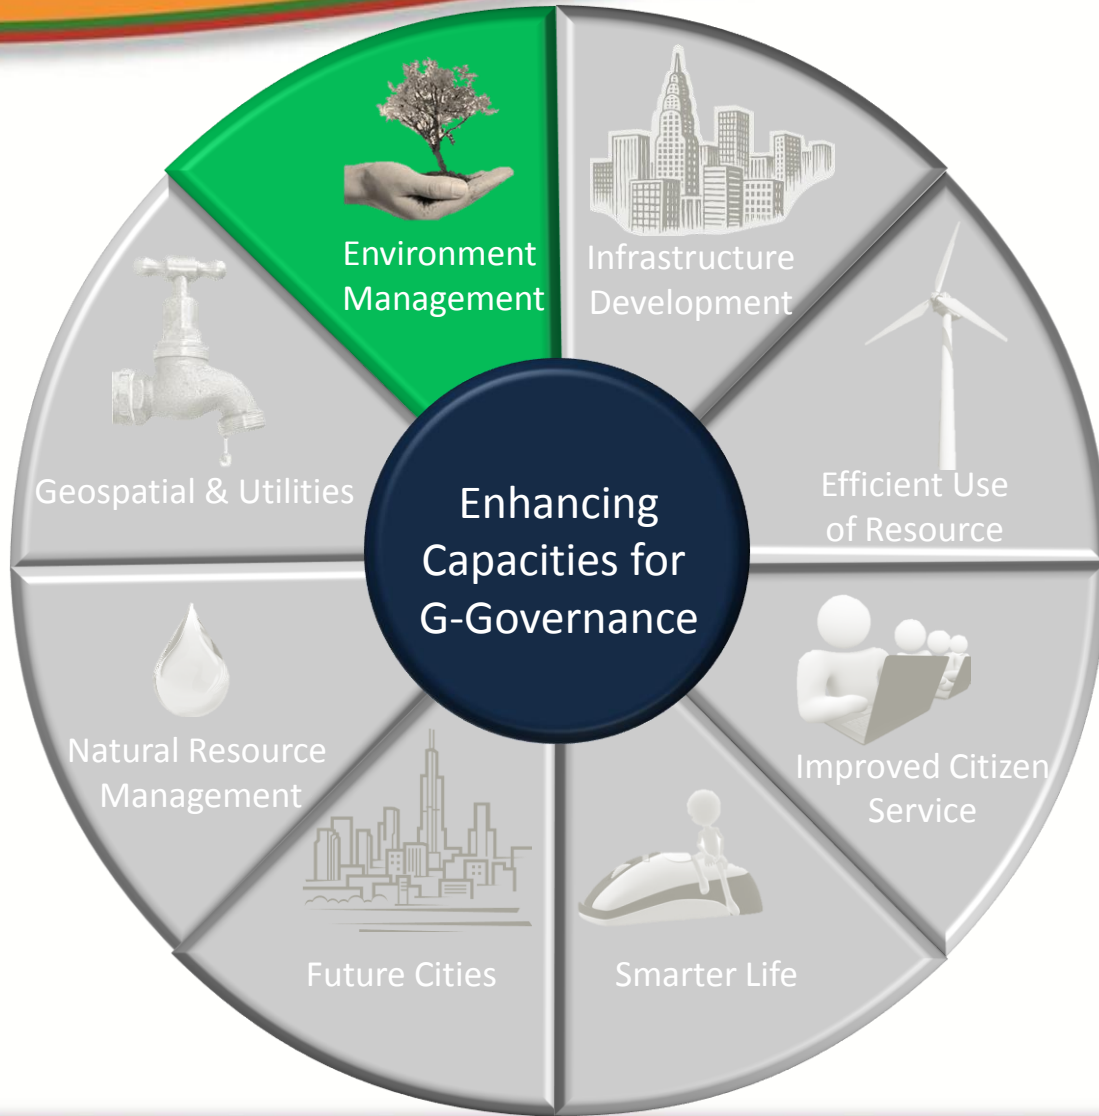 Environment
Management
Infrastructure
Development
Efficient Use
of Resource
Improved Citizen
Service
Smarter Life
Future Cities
Natural Resource
Management
Geospatial & Utilities
Enhancing
Capacities for
G-Governance